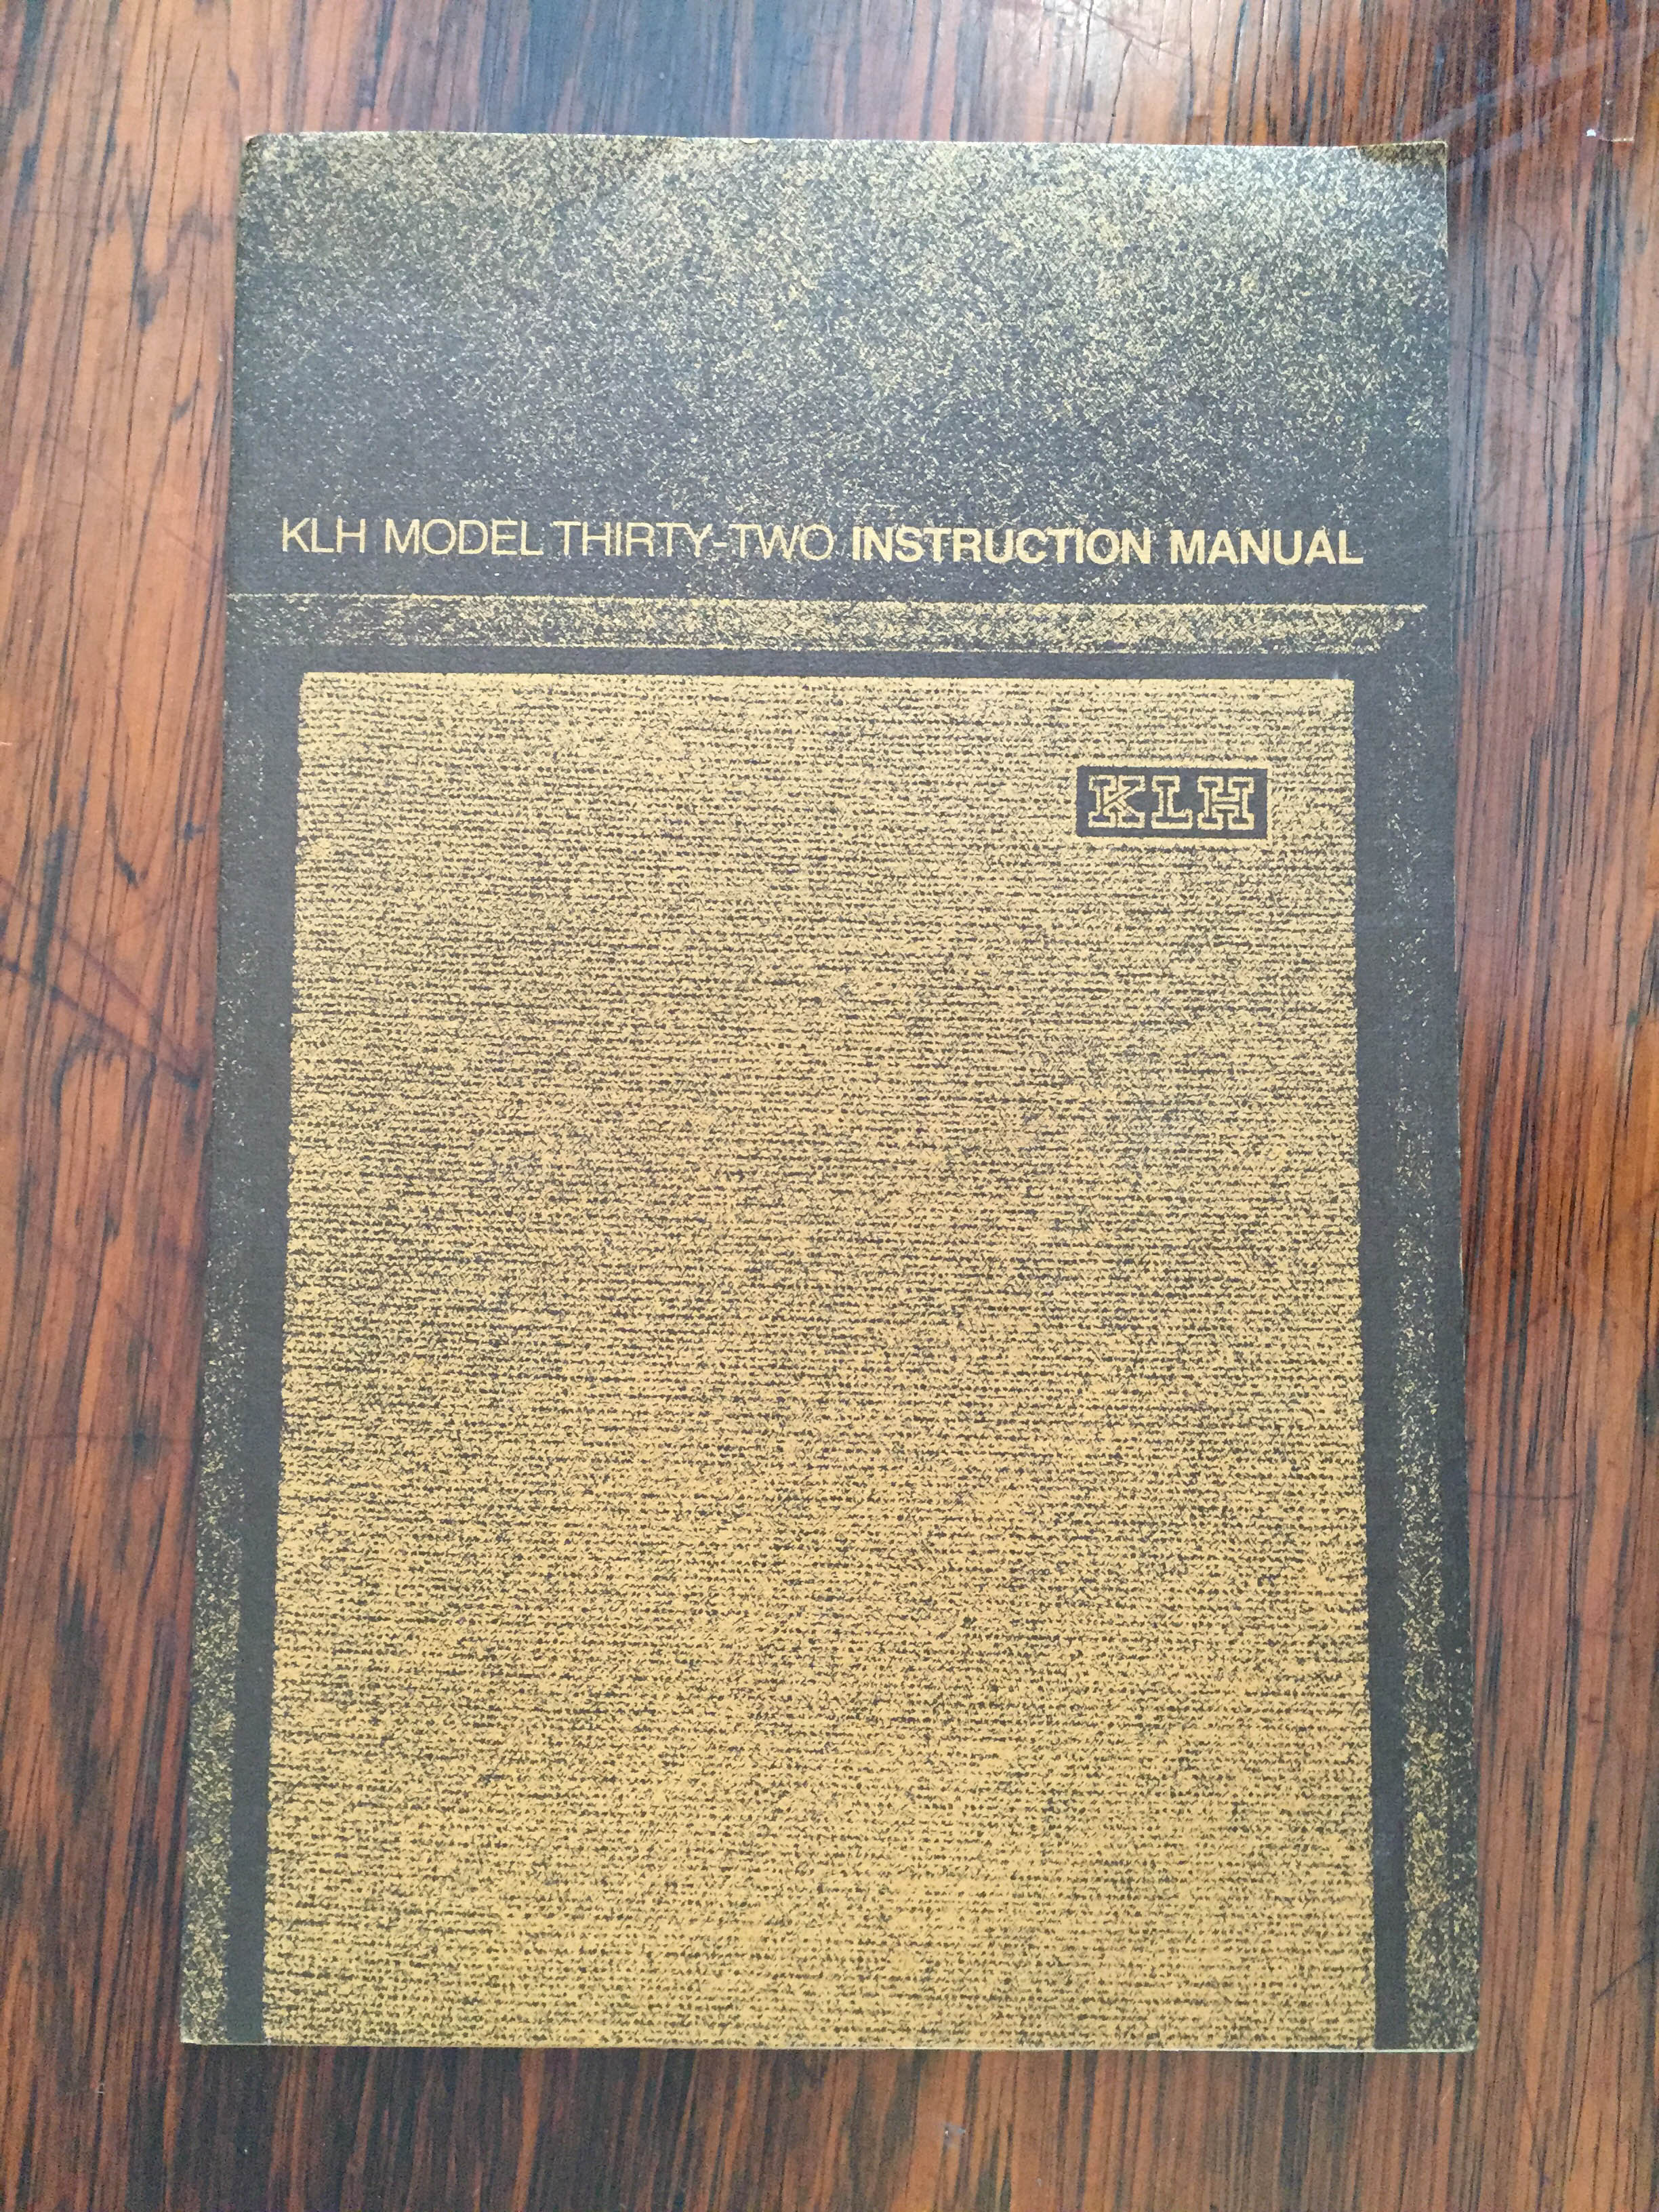 KLH MODEL THIRTY-TWO INSTRUCTION MANUAL
KLH